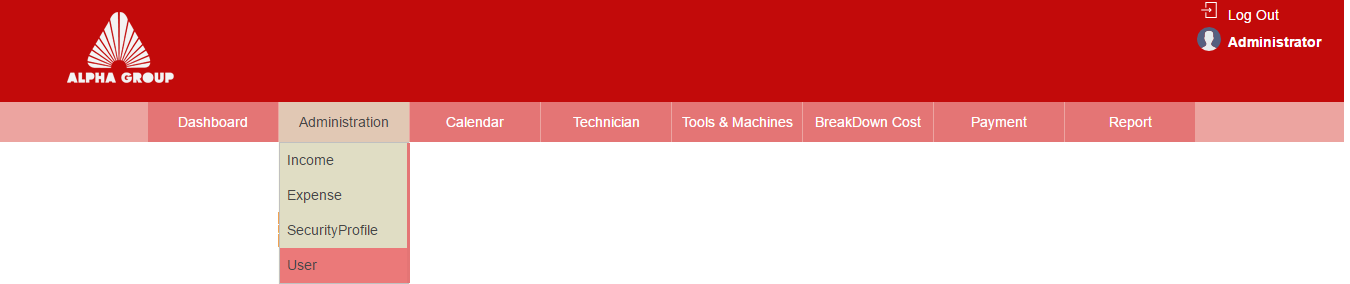 Log Out
ALPHA GROUP
Administrator
Dashboard Administration Calendar Technician Tools & Machines BreakDown Cost Payment Report
Income
Expense
SecurityProfile
User